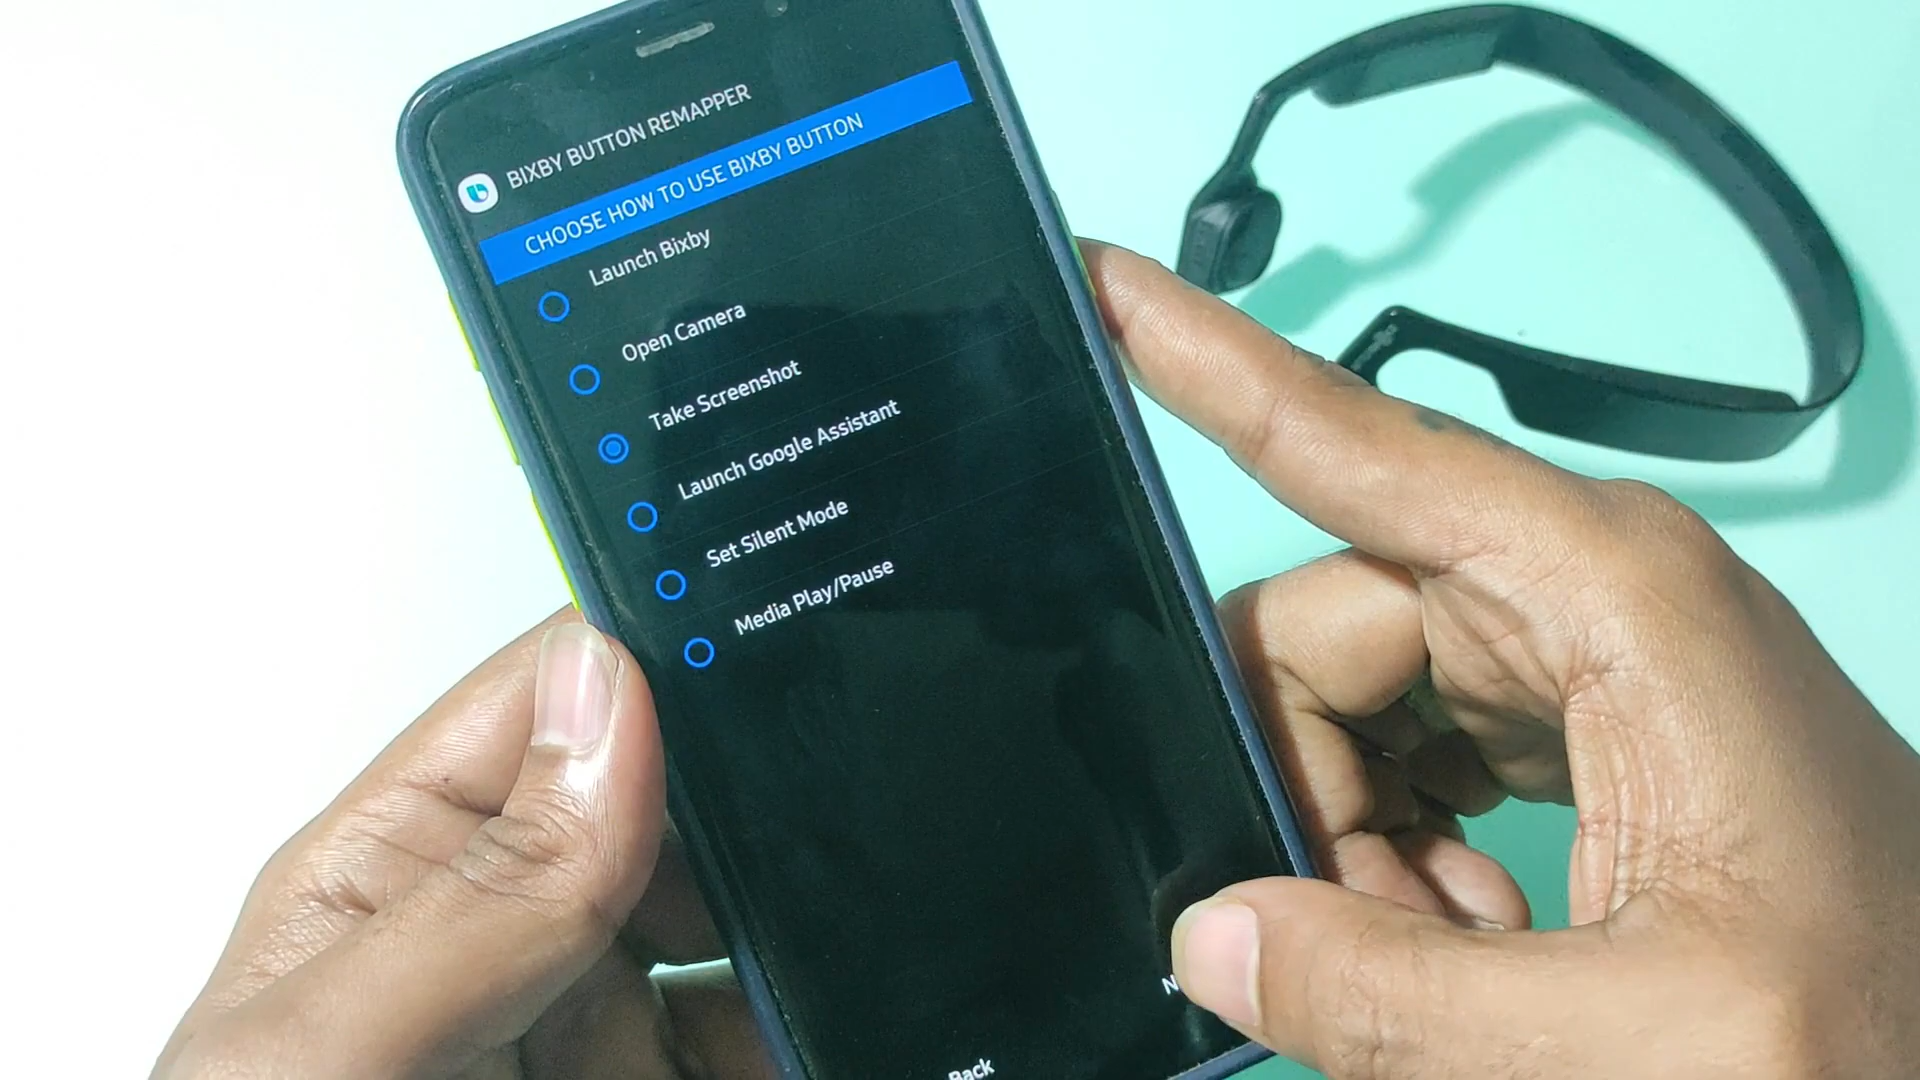 BIXBY BUTTON REMAPPER
CHOOSE HOW TO USE BIXBY BUTTON
Launch Bixby
Open Camera
Take Screenshot
Launch Google Assistant
Set Silent Mode
Media Play/Pause
Back